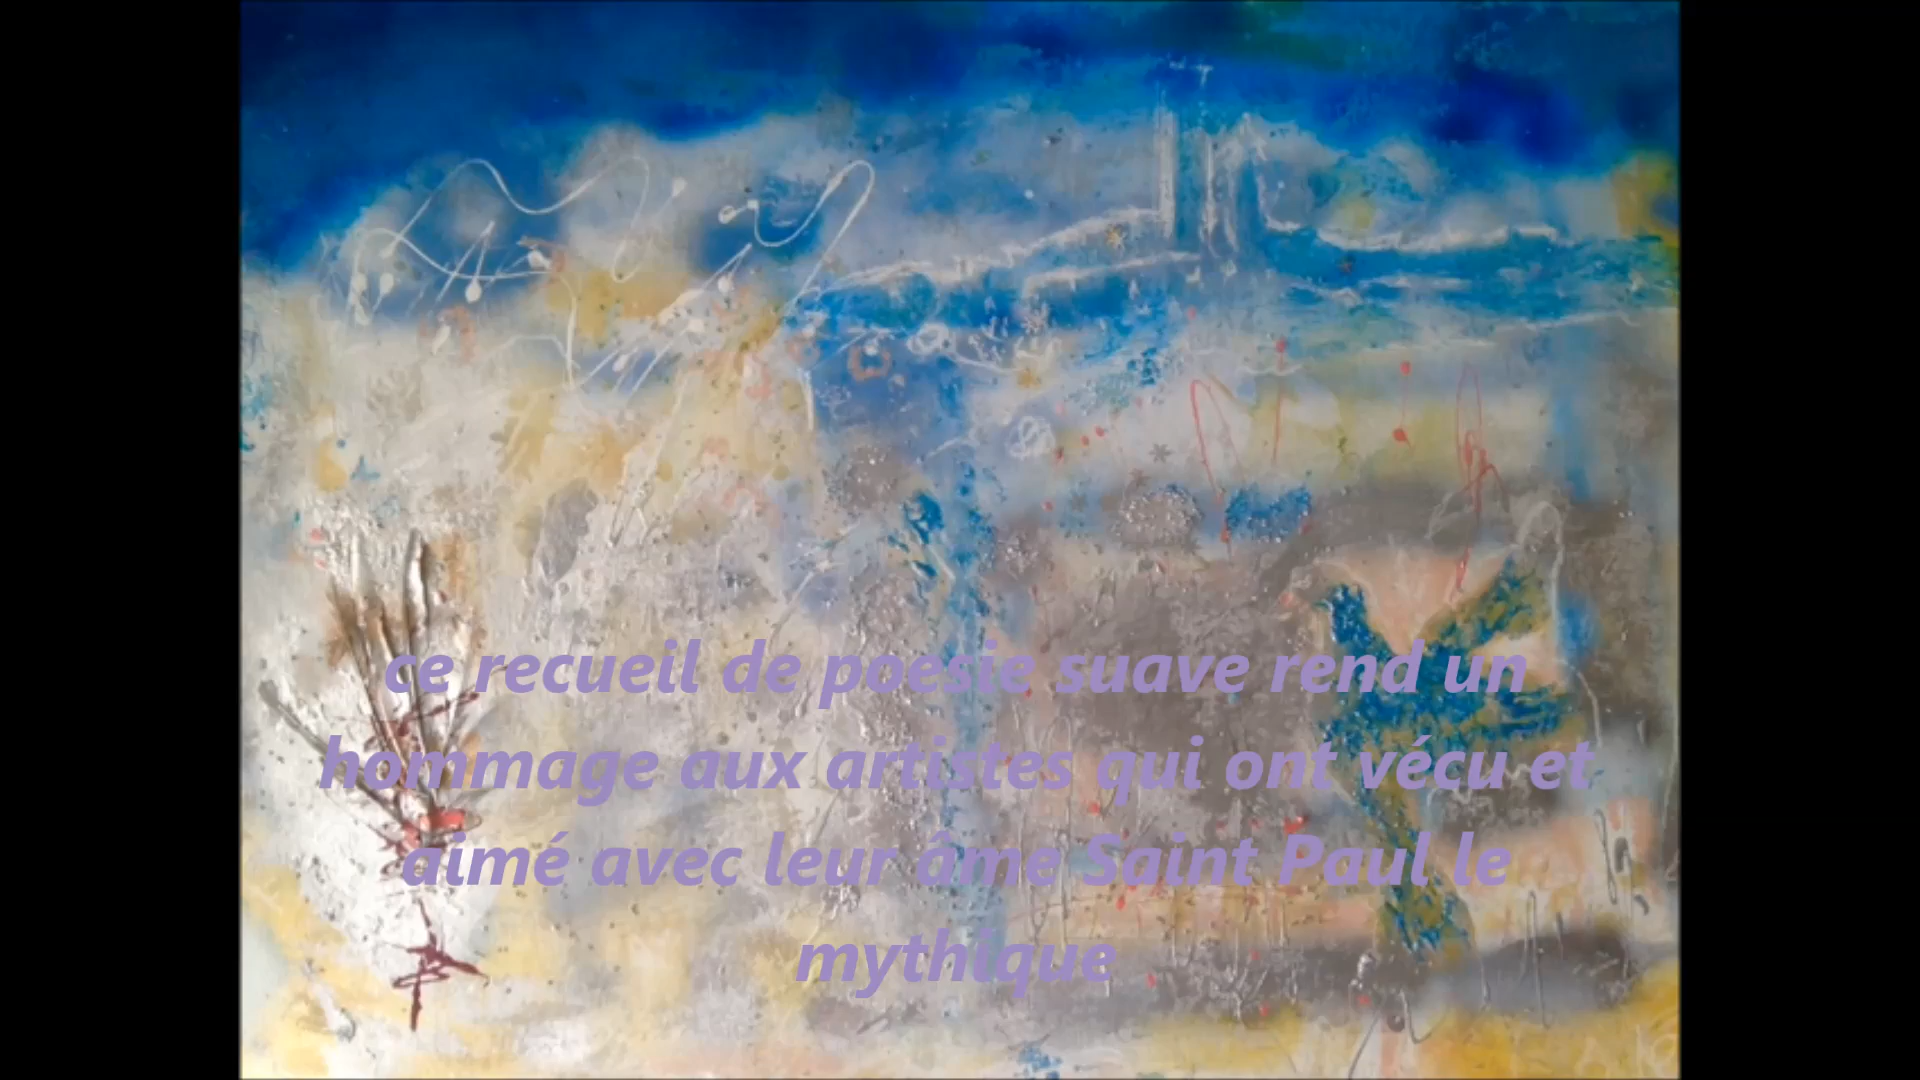 ce recueil de poesie suave rend un
hommage aux artistes qui ont vécu et
aimé avec leur âme Saint Paul le
mythique